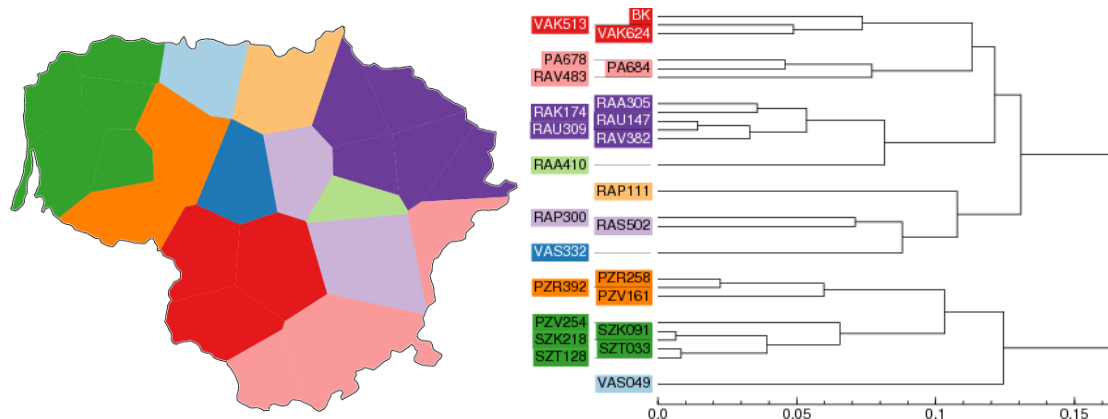 BK
VAK513
VAK624
PA678
PA684
RAV483
RAA305
RAK174
RAU147
RAU309
RAV382
RAA410
RAP111
RAP300
RAS502
VAS332
PZR258
PZR392
PZV161
PZV254
SZK091
SZK218
SZT033
SZT128
VAS049
0.0 0.05 0.1 0.15